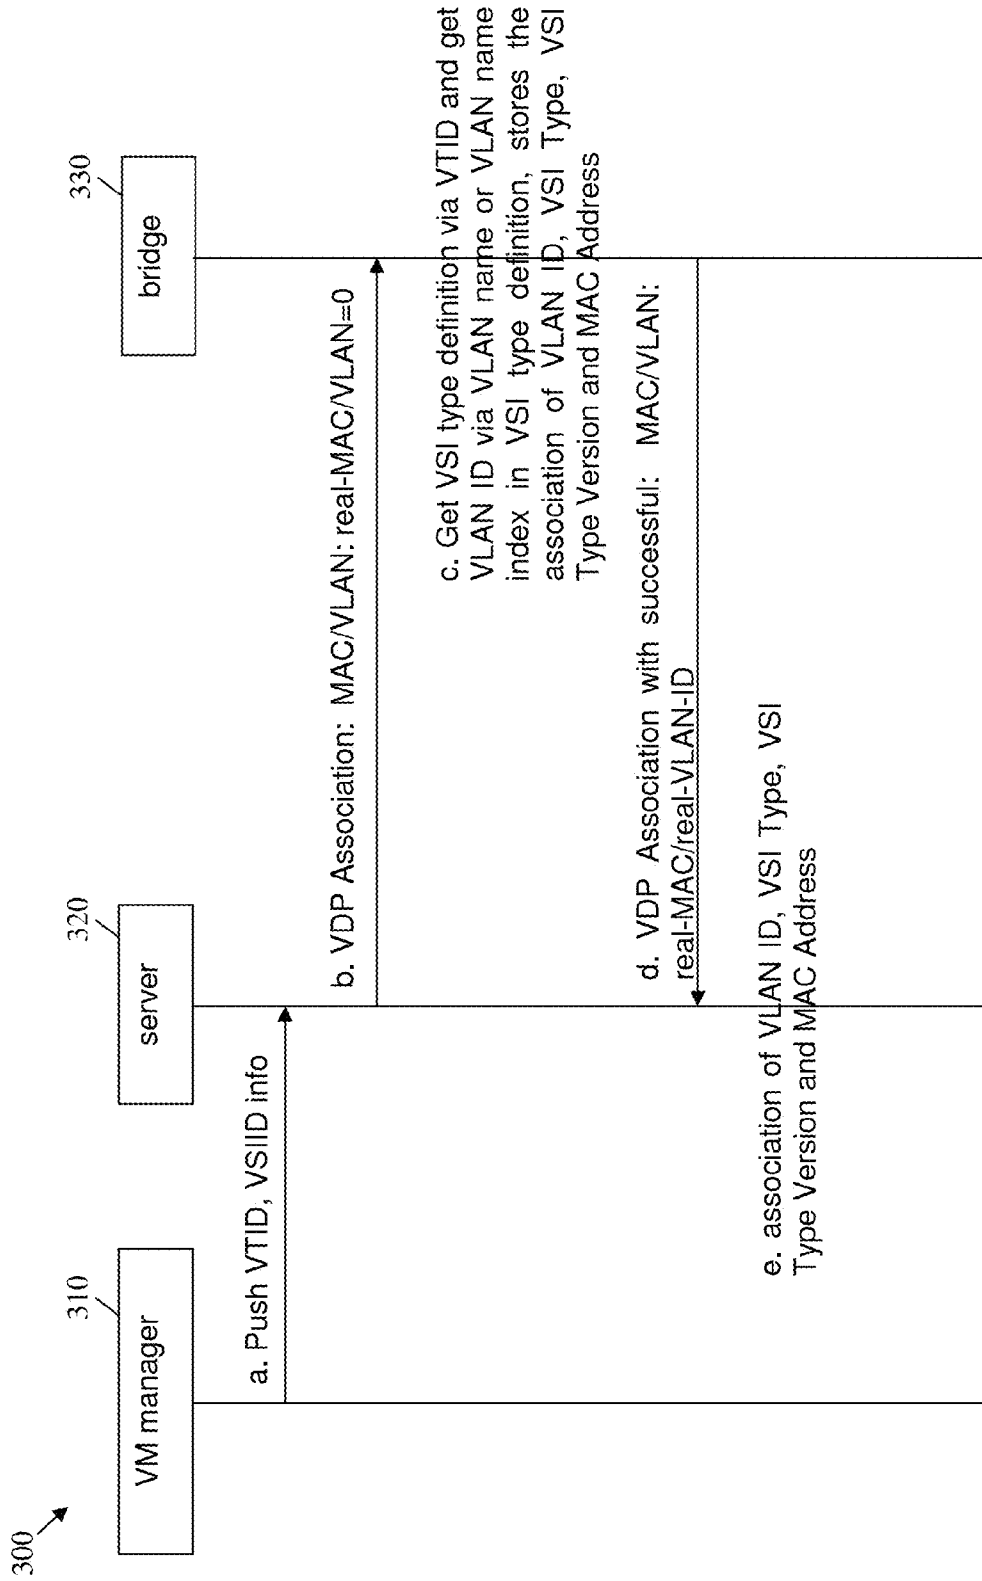 300
VM manager
310
server
320
bridge
330
a. Push VTID, VSIID info
b. VDP Association: MAC/VLAN: real-MAC/VLAN=0
c. Get VSI type definition via VTID and get
VLAN ID via VLAN name or VLAN name
index in VSI type definition, stores the
association of VLAN ID, VSI Type, VSI
Type Version and MAC Address
d. VDP Association with successful: MAC/VLAN:
real-MAC/real-VLAN-ID
e. association of VLAN ID, VSI Type, VSI
Type Version and MAC Address